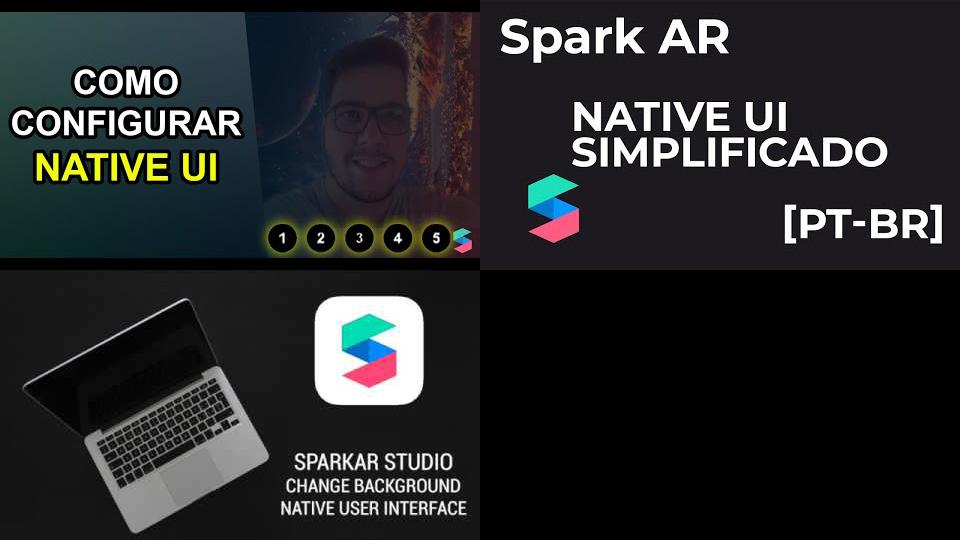 COMO
CONFIGURAR
NATIVE UI
1 2 3 4 5
Spark AR
NATIVE UI
SIMPLIFICADO
[PT-BR]
SPARKAR STUDIO
CHANGE BACKGROUND
NATIVE USER INTERFACE